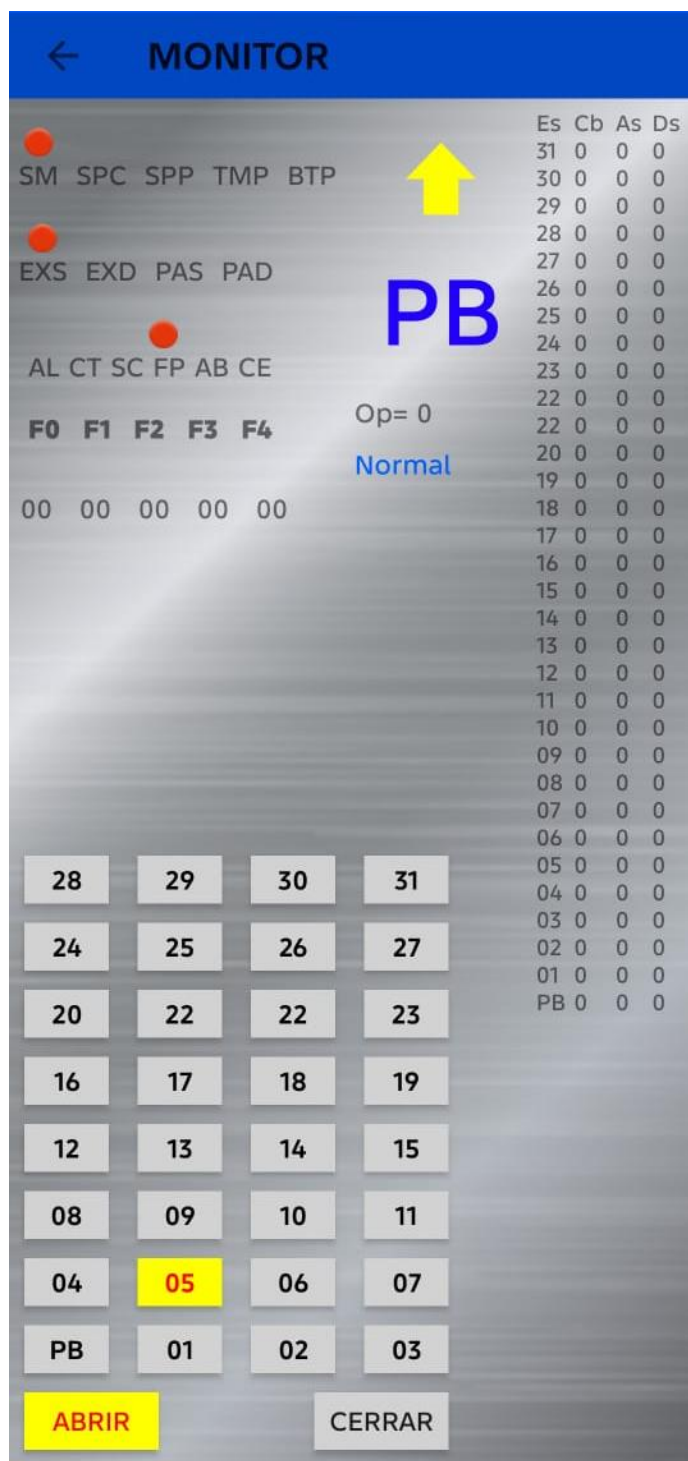 MONITOR
SM SPC SPP TMP BTP
EXS EXD PAS PAD
PB
AL CT SC FP AB CE
Op= 0
F0 F1 F2 F3 F4
Normal
00 00 00 00 00
Es Cb As Ds
31 0 0 0
30 0 0 0
29 0 0 0
28 0 0 0
27 0 0 0
26 0 0 0
25 0 0 0
24 0 0 0
23 0 0 0
22 0 0 0
22 0 0 0
20 0 0 0
19 0 0 0
18 0 0 0
17 0 0 0
16 0 0 0
15 0 0 0
14 0 0 0
13 0 0 0
12 0 0 0
11 0 0 0
10 0 0 0
09 0 0 0
08 0 0 0
07 0 0 0
06 0 0 0
05 0 0 0
04 0 0 0
03 0 0 0
02 0 0 0
01 0 0 0
PB 0 0 0
28 29 30 31
24 25 26 27
20 22 22 23
16 17 18 19
12 13 14 15
08 09 10 11
04 05 06 07
PB 01 02 03
ABRIR CERRAR